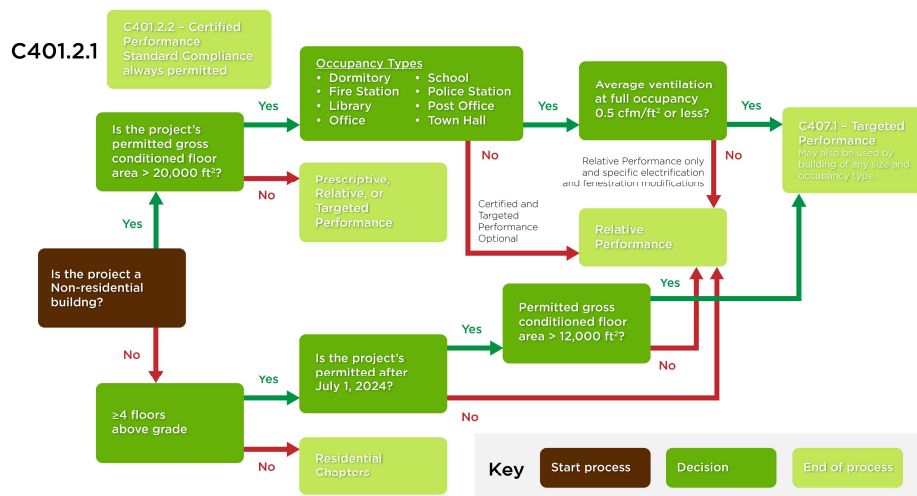 C401.2.1
C401.2.2 – Certified
Performance
Standard Compliance
always permitted
Is the project's
permitted gross
conditioned floor
area > 20,000 ft²?
Yes
No
Occupancy Types
• Dormitory
• Fire Station
• Library
• Office
• School
• Police Station
• Post Office
• Town Hall
Yes
No
Average ventilation
at full occupancy
0.5 cfm/ft² or less?
Yes
No
C407.1 – Targeted
Performance
May also be used by
building of any size and
occupancy type
Prescriptive,
Relative, or
Targeted
Performance
Certified and
Targeted
Performance
Optional
Relative Performance only
and specific electrification
and fenestration modifications
Relative
Performance
Yes
Is the project a
Non-residential
buildng?
No
≥4 floors
above grade
Yes
No
Is the project's
permitted after
July 1, 2024?
Yes
No
Permitted gross
conditiioned floor
area > 12,000 ft²?
Yes
No
Residential
Chapters
Key
Start process
Decision
End of process